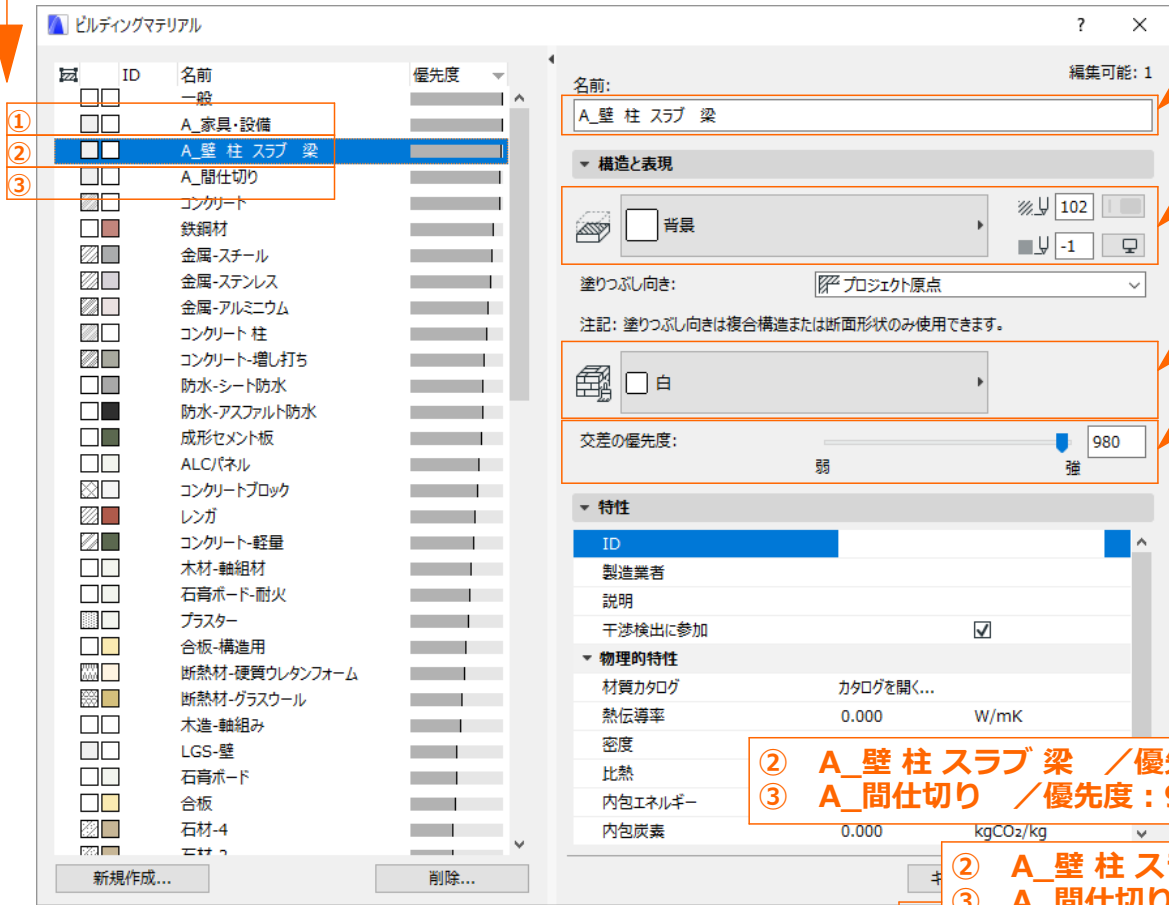 ビルディングマテリアル
? ×
ID 名前 優先度
一般
① A_家具・設備
② A_壁 柱 スラブ 梁
③ A_間仕切り
コンクリート
鉄鋼材
金属-スチール
金属-ステンレス
金属-アルミニウム
コンクリート 柱
コンクリート-増し打ち
防水-シート防水
防水-アスファルト防水
成形セメント板
ALCパネル
コンクリートブロック
レンガ
コンクリート-軽量
木材-軸組材
石膏ボード-耐火
プラスター
合板-構造用
断熱材-硬質ウレタンフォーム
断熱材-グラスウール
木造-軸組み
LGS-壁
石膏ボード
合板
石材-4
新規作成... 削除...
名前: 編集可能: 1
A_壁 柱 スラブ 梁
構造と表現
背景 102
-1
塗りつぶし向き: プロジェクト原点
注記: 塗りつぶし向きは複合構造または断面形状のみ使用できます。
白
交差の優先度: 980
弱 強
特性
ID
製造業者
説明
干渉検出に参加
物理的特性
材質カタログ カタログを開く...
熱伝導率 0.000 W/mK
密度
比熱
内包エネルギー
内包炭素 0.000 kgCO₂/kg
② A_壁 柱 スラブ 梁 ／優
③ A_間仕切り ／優先度：
② A_壁 柱 ス
③ A_間仕切り